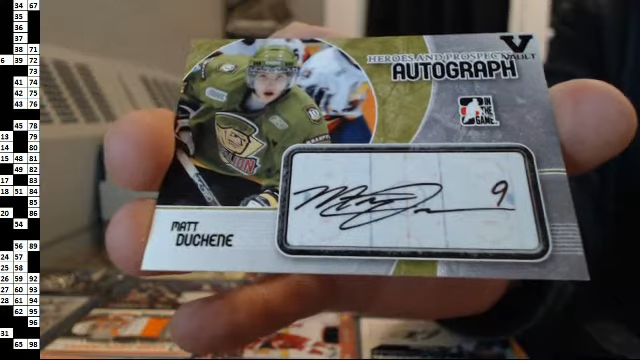 34 67
35
36
37
38 71
6 39 72
73
41 74
42 75
43 76
45 78
13 79
14 80
15 48 81
49 82
17 83
18 51 84
85
20 86
54
56 89
24 57
25 58
26 59 92
27 60 93
28 61 94
62 95
96
31
65 98
V
HEROES AND PROSPECTS VAULT
AUTOGRAPH
IN THE GAME
9
MATT
DUCHENE